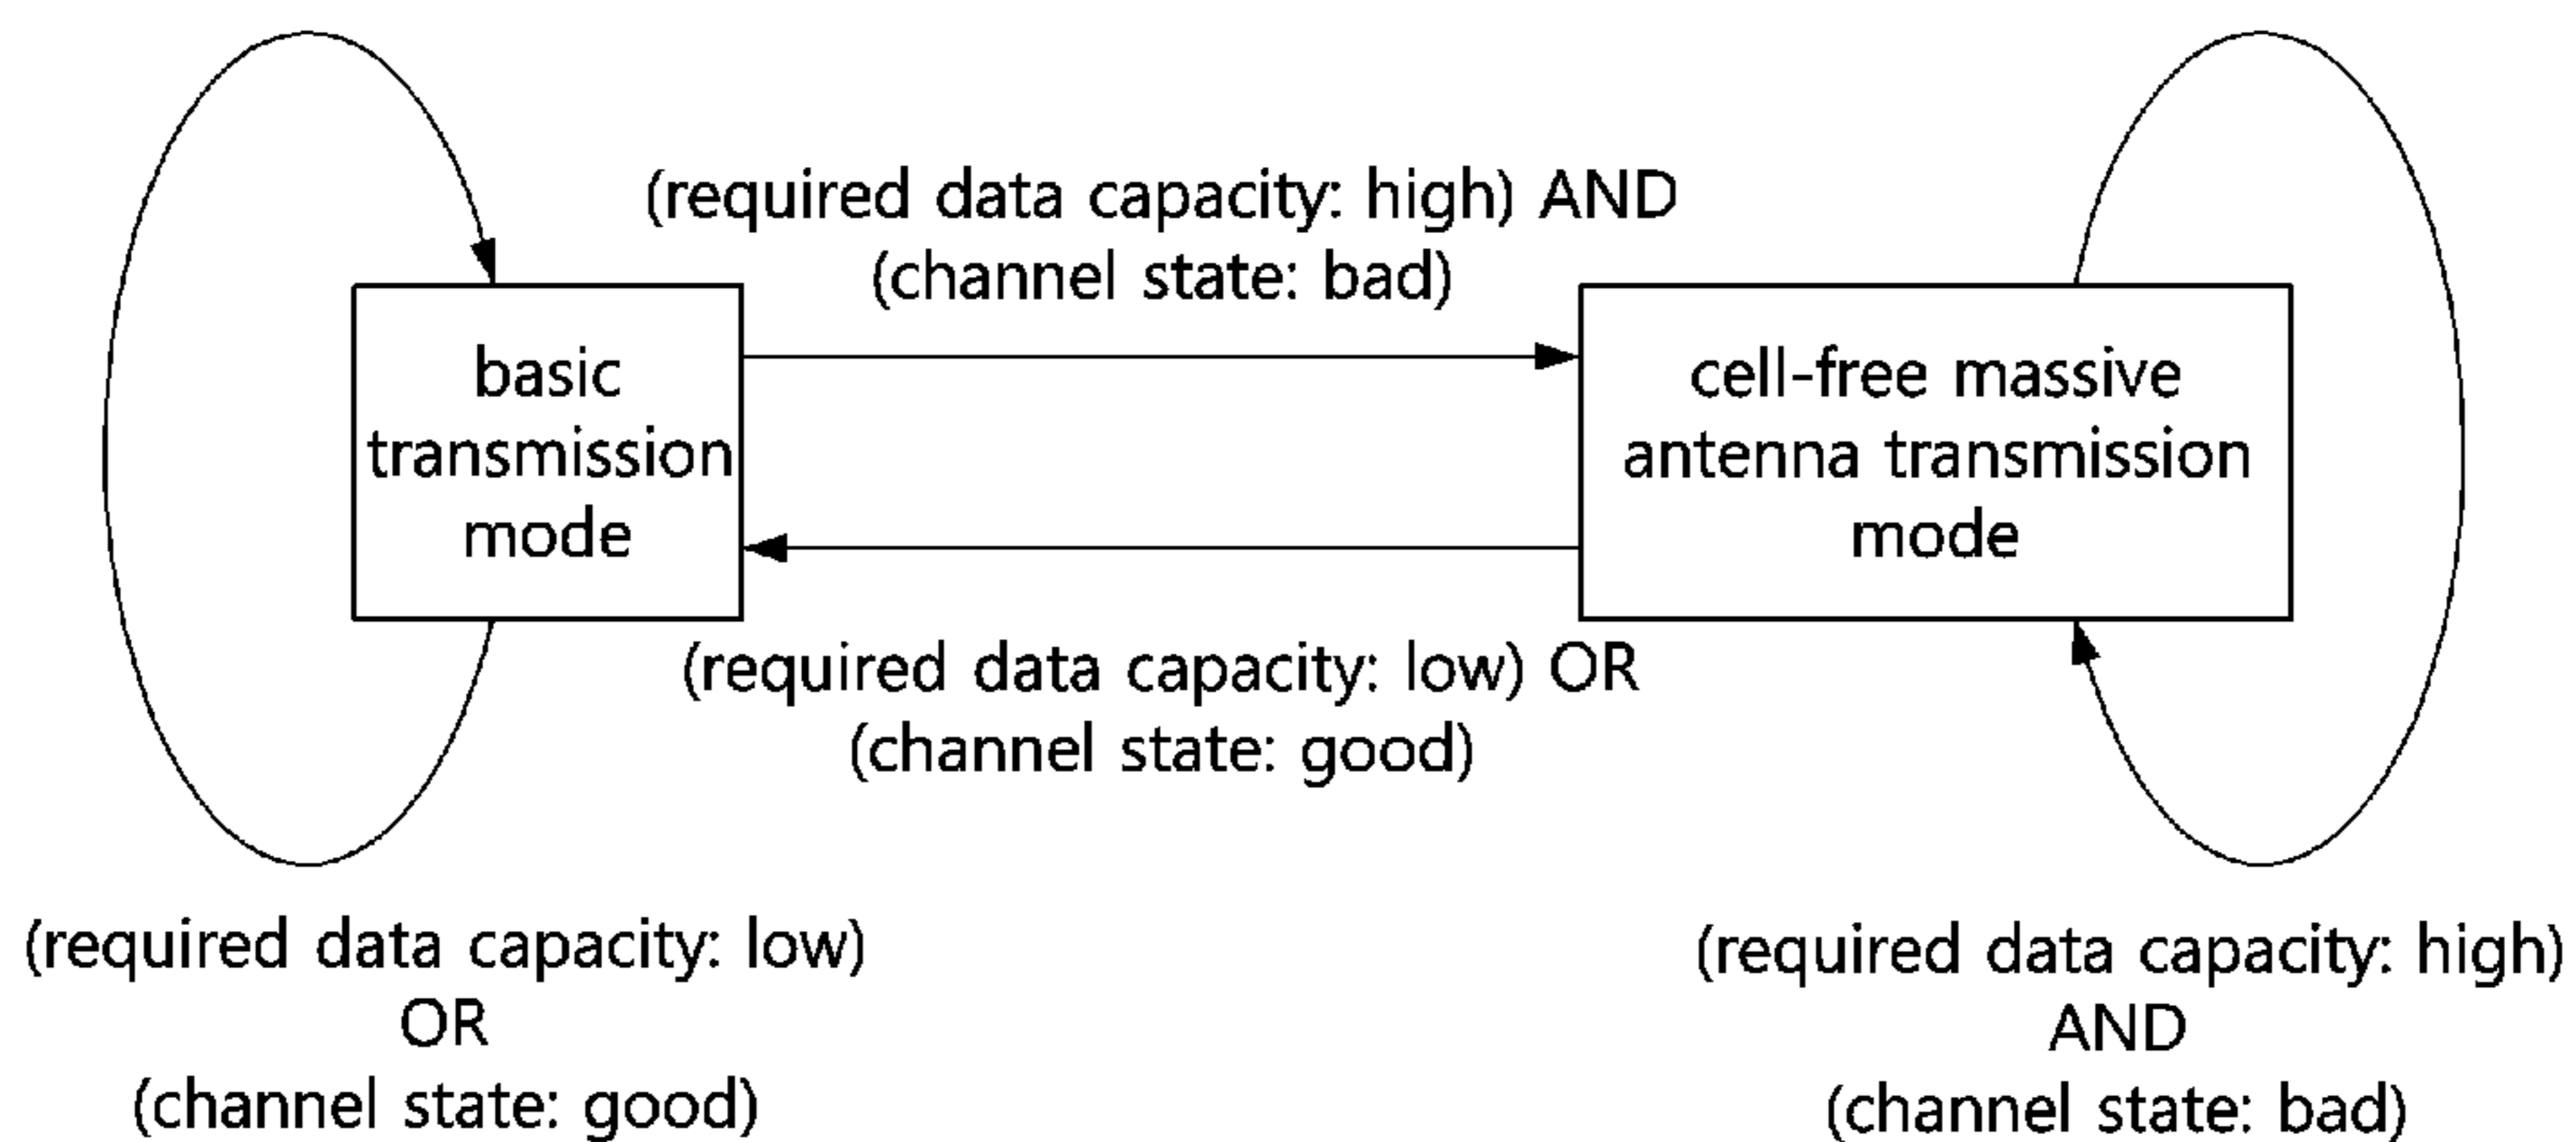 (required data capacity: high) AND
(channel state: bad)
basic
transmission
mode
cell-free massive
antenna transmission
mode
(required data capacity: low) OR
(channel state: good)
(required data capacity: low)
OR
(channel state: good)
(required data capacity: high)
AND
(channel state: bad)